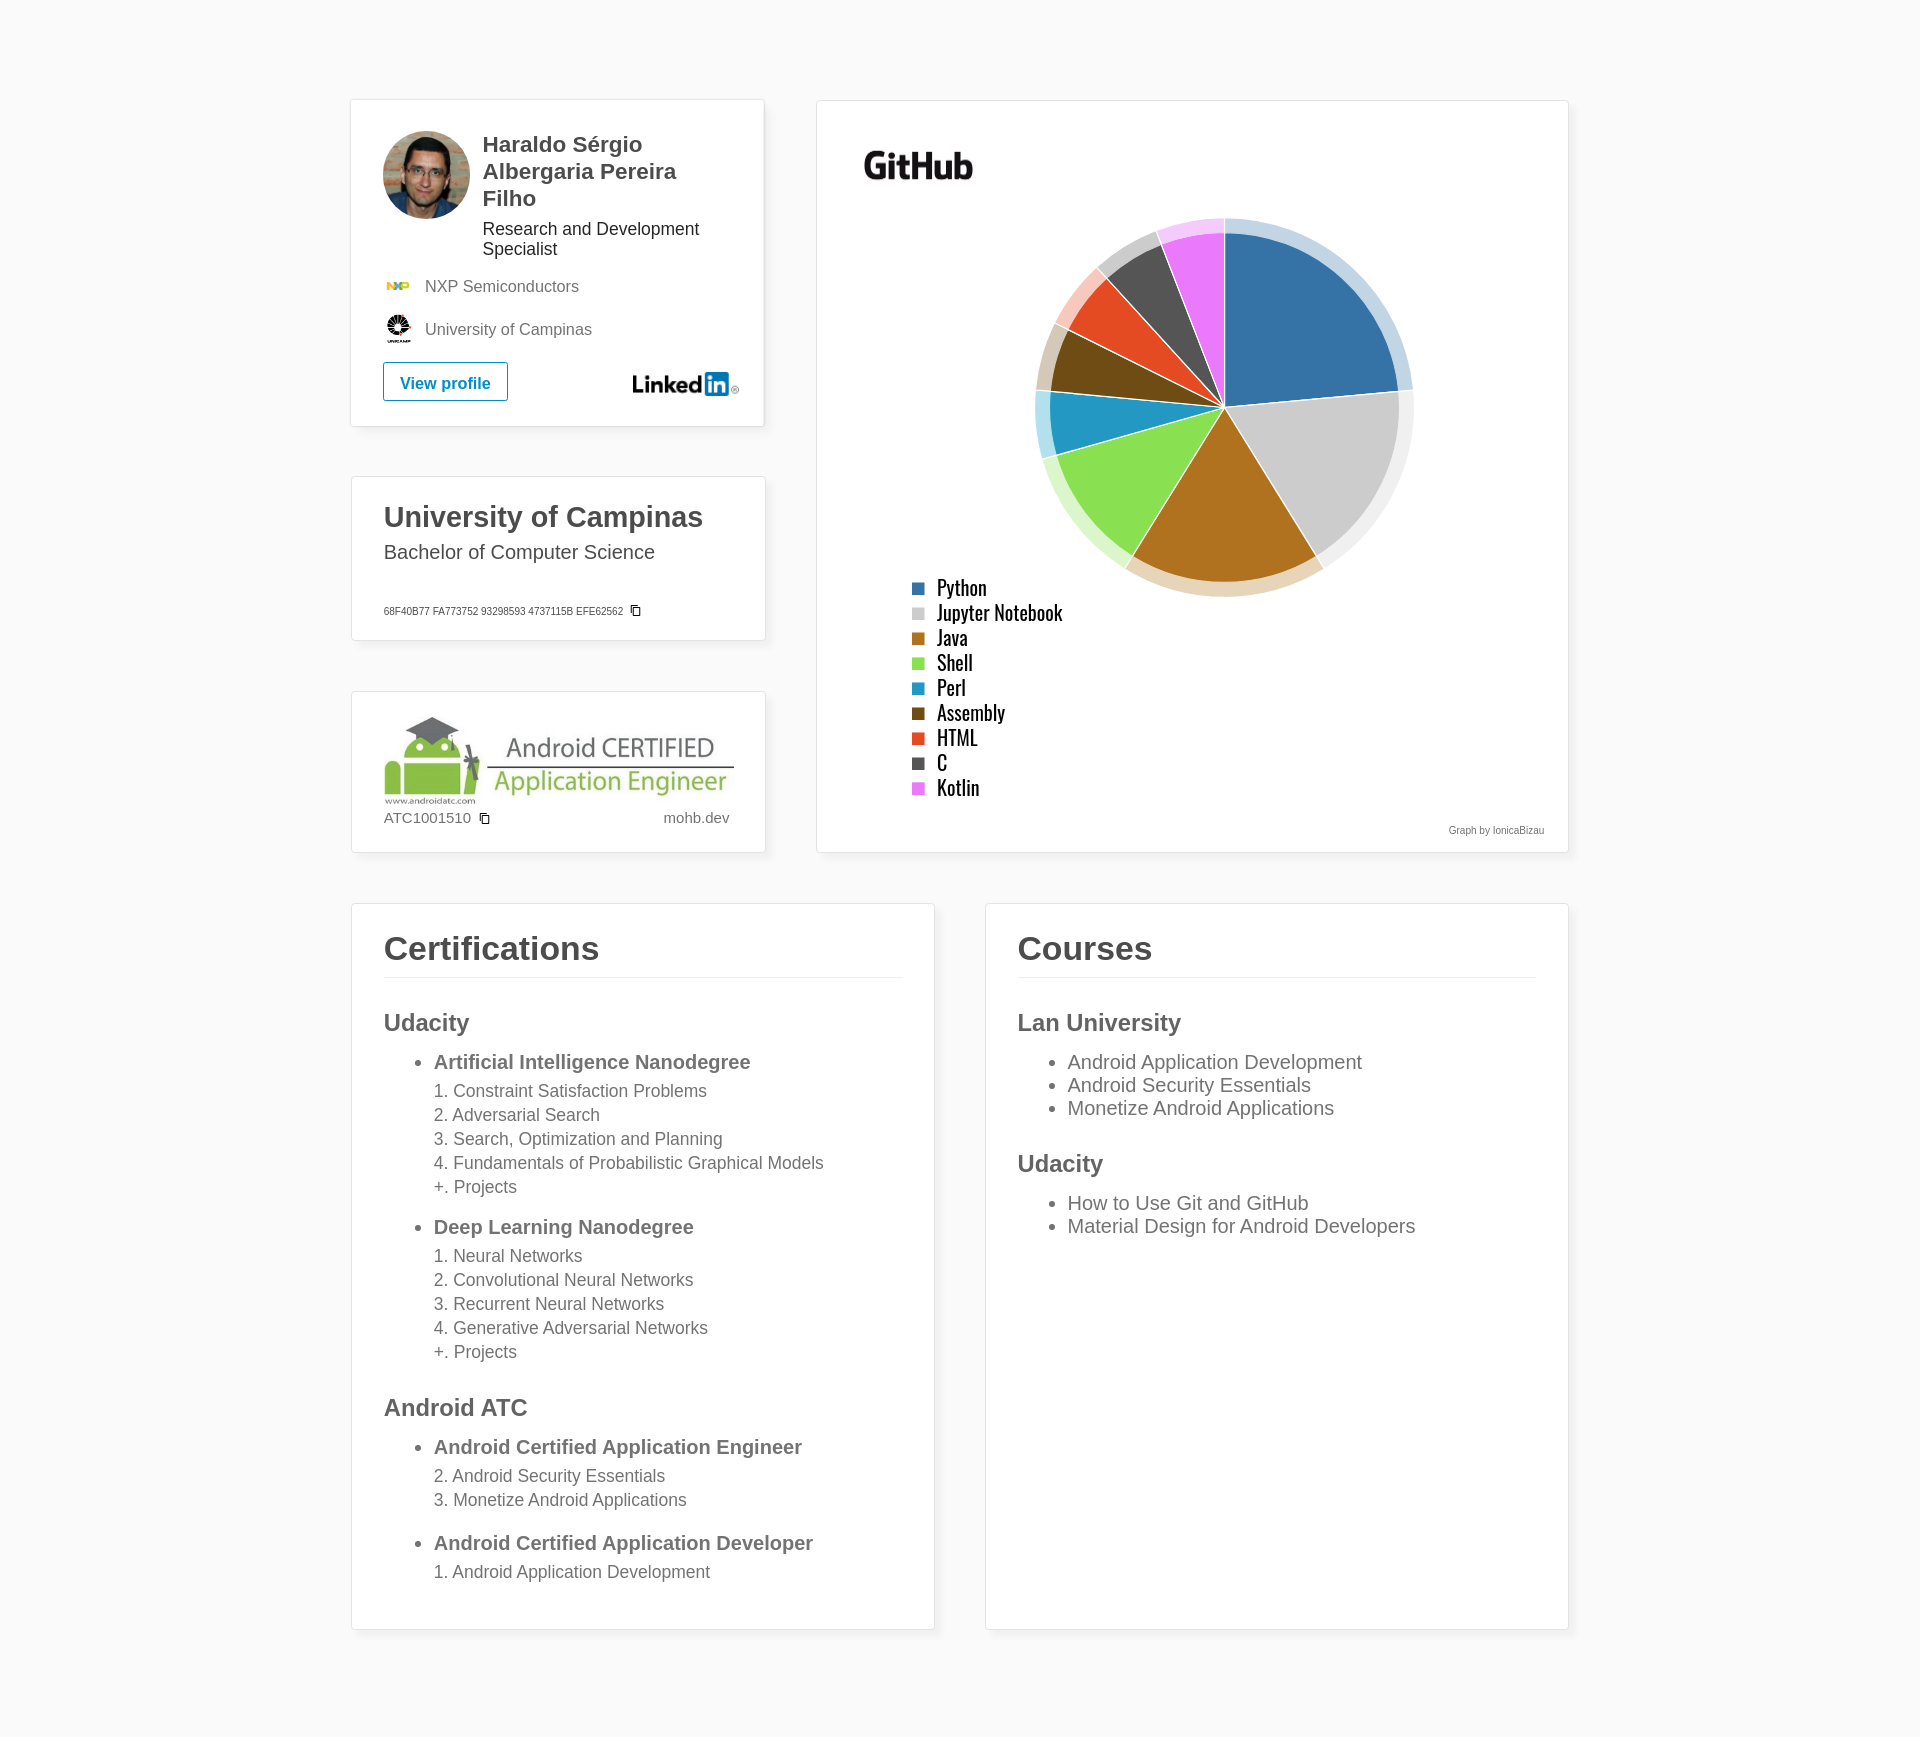 Haraldo Sérgio
Albergaria Pereira
Filho
Research and Development
Specialist
NXP
NXP Semiconductors
UNICAMP
University of Campinas
View profile
Linked in ®
University of Campinas
Bachelor of Computer Science
68F40B77 FA773752 93298593 4737115B EFE62562
Android CERTIFIED
Application Engineer
www.androidatc.com
ATC1001510
mohb.dev
GitHub
Python
Jupyter Notebook
Java
Shell
Perl
Assembly
HTML
C
Kotlin
Graph by IonicaBizau
Certifications
Udacity
• Artificial Intelligence Nanodegree
1. Constraint Satisfaction Problems
2. Adversarial Search
3. Search, Optimization and Planning
4. Fundamentals of Probabilistic Graphical Models
+. Projects
• Deep Learning Nanodegree
1. Neural Networks
2. Convolutional Neural Networks
3. Recurrent Neural Networks
4. Generative Adversarial Networks
+. Projects
Android ATC
• Android Certified Application Engineer
2. Android Security Essentials
3. Monetize Android Applications
• Android Certified Application Developer
1. Android Application Development
Courses
Lan University
• Android Application Development
• Android Security Essentials
• Monetize Android Applications
Udacity
• How to Use Git and GitHub
• Material Design for Android Developers